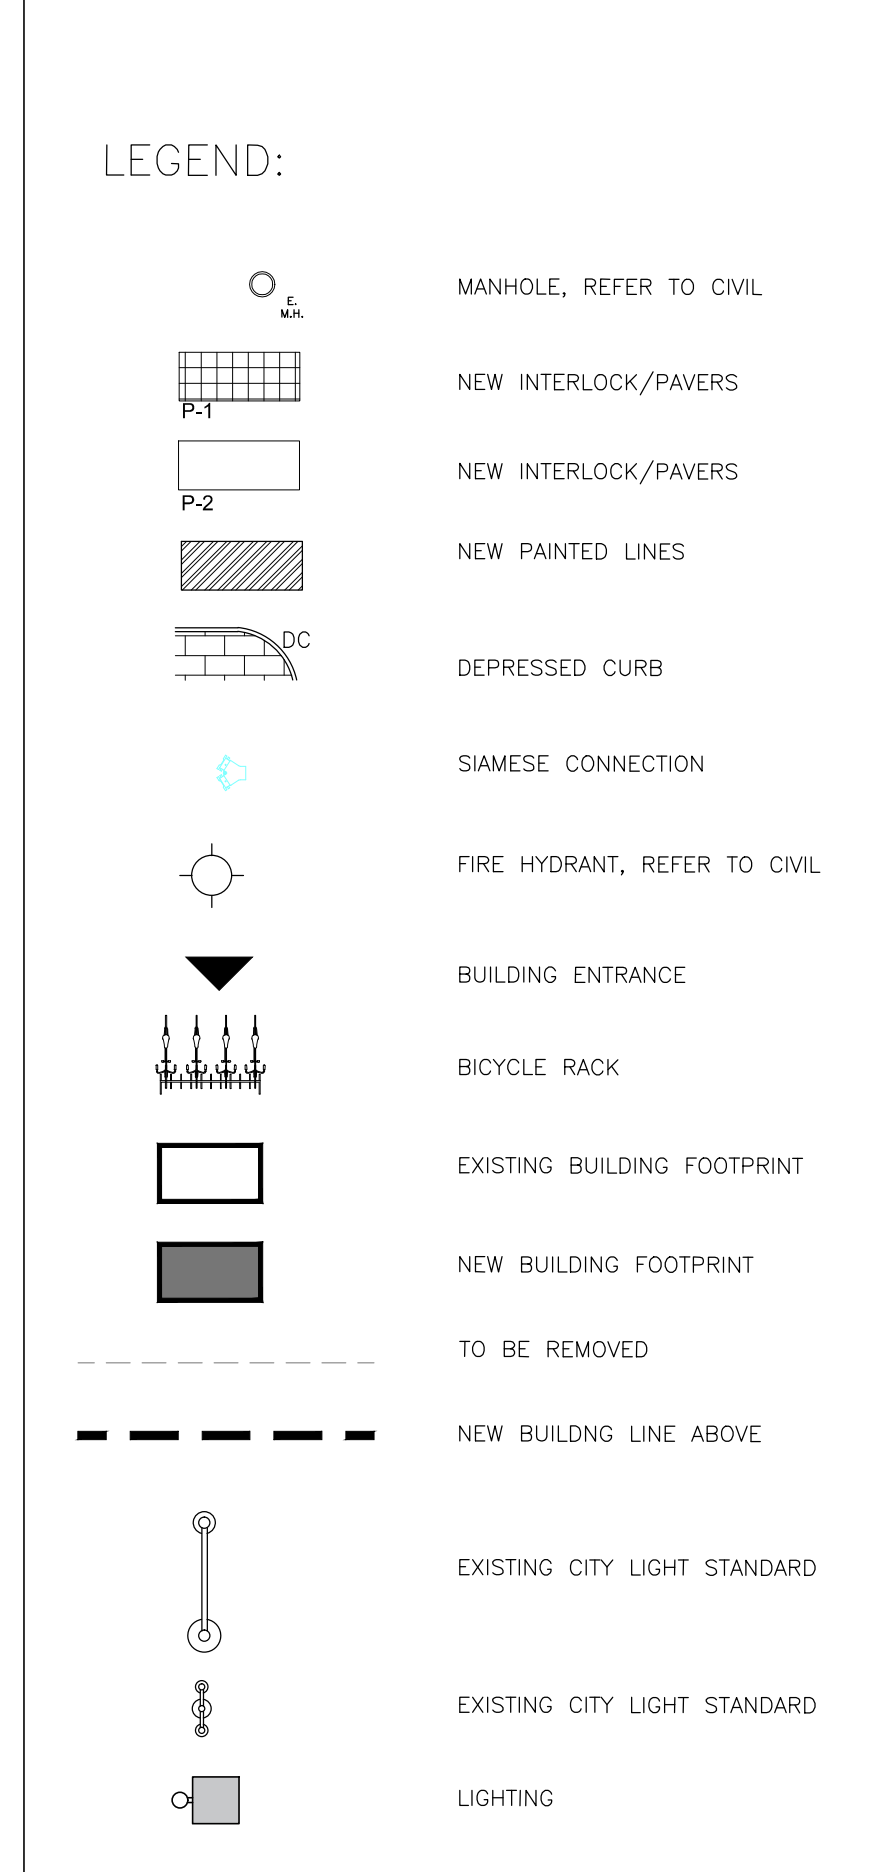 LEGEND:
E.
M.H.
MANHOLE, REFER TO CIVIL
P-1
NEW INTERLOCK/PAVERS
P-2
NEW INTERLOCK/PAVERS
NEW PAINTED LINES
DC
DEPRESSED CURB
SIAMESE CONNECTION
FIRE HYDRANT, REFER TO CIVIL
BUILDING ENTRANCE
BICYCLE RACK
EXISTING BUILDING FOOTPRINT
NEW BUILDING FOOTPRINT
TO BE REMOVED
NEW BUILDNG LINE ABOVE
EXISTING CITY LIGHT STANDARD
EXISTING CITY LIGHT STANDARD
LIGHTING